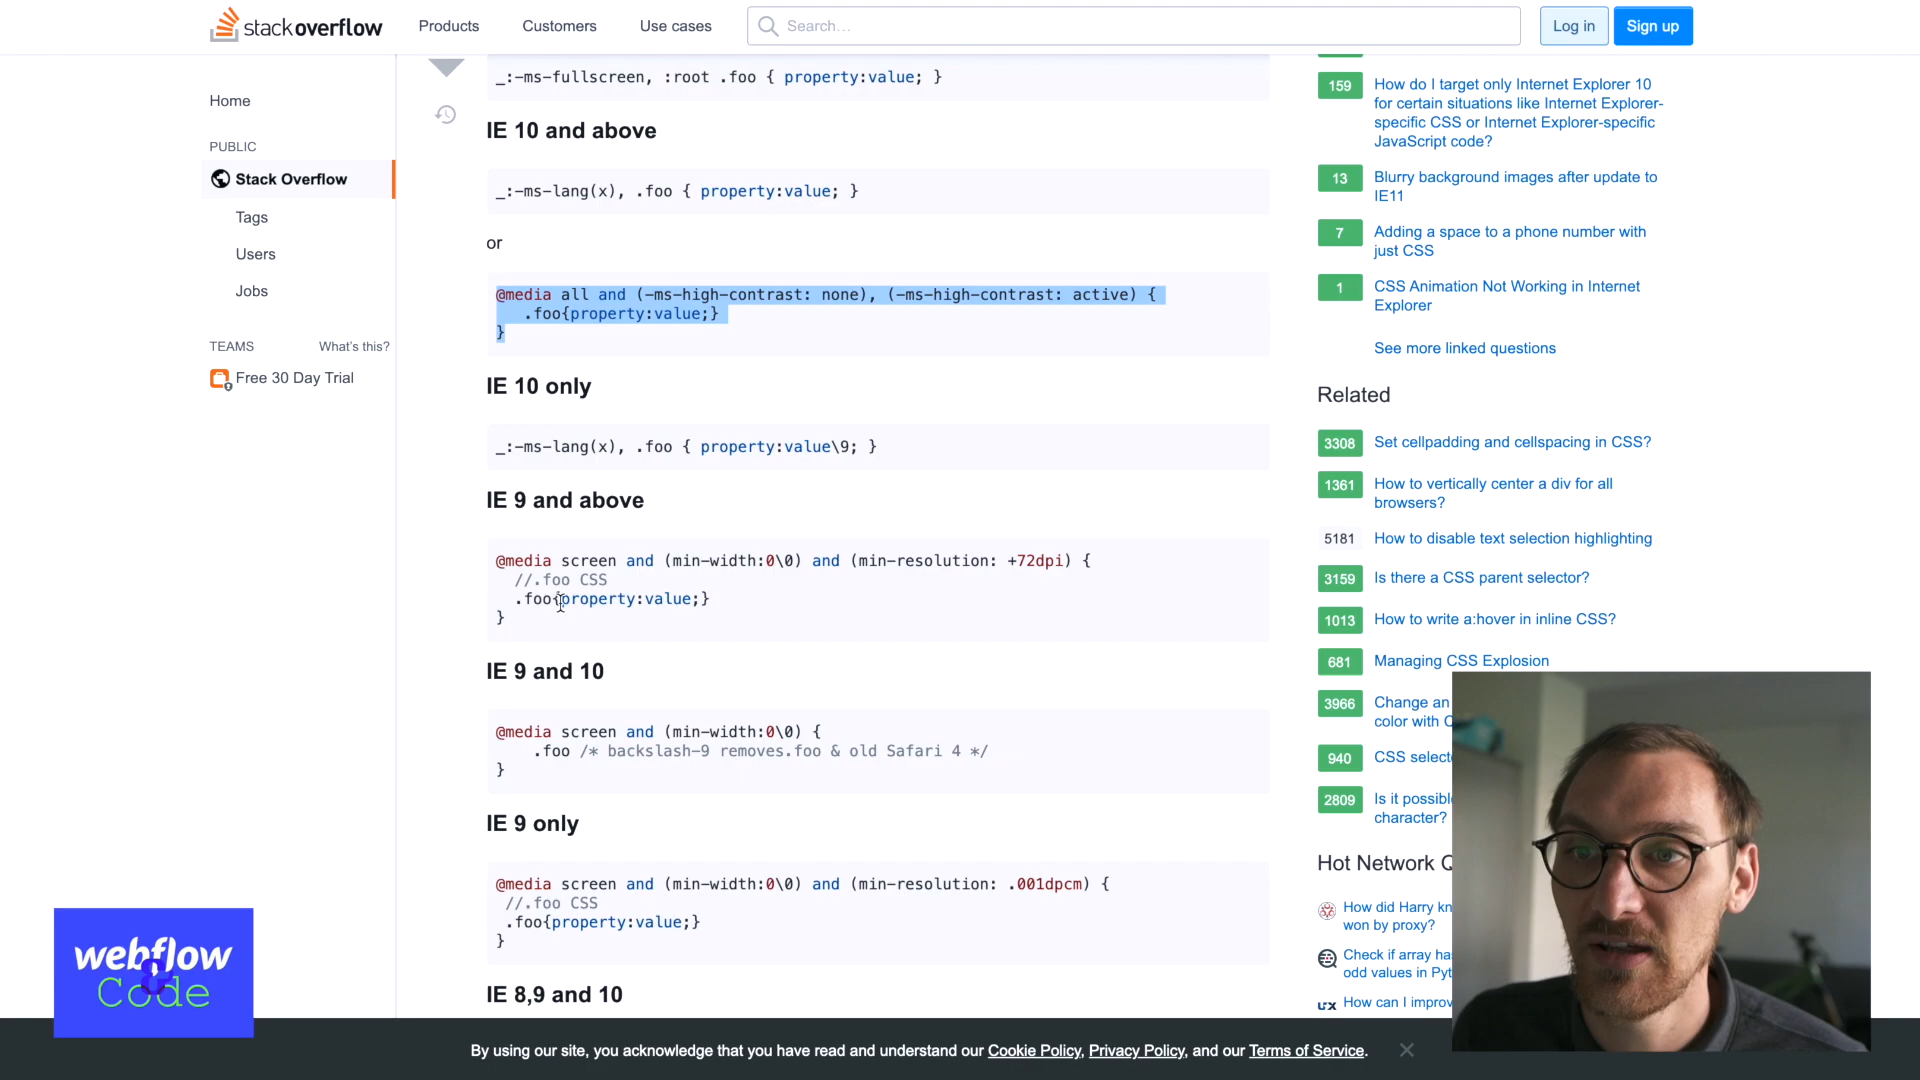 stackoverflow
Products
Customers
Use cases
Search…
Log in
Sign up
Home
PUBLIC
Stack Overflow
Tags
Users
Jobs
TEAMS
What's this?
Free 30 Day Trial
_:-ms-fullscreen, :root .foo { property:value; }
IE 10 and above
_:-ms-lang(x), .foo { property:value; }
or
@media all and (-ms-high-contrast: none), (-ms-high-contrast: active) {
.foo{property:value;}
}
IE 10 only
_:-ms-lang(x), .foo { property:value\9; }
IE 9 and above
@media screen and (min-width:0\0) and (min-resolution: +72dpi) {
//.foo CSS
.foo{property:value;}
}
IE 9 and 10
@media screen and (min-width:0\0) {
.foo /* backslash-9 removes.foo & old Safari 4 */
}
IE 9 only
@media screen and (min-width:0\0) and (min-resolution: .001dpcm) {
//.foo CSS
.foo{property:value;}
}
IE 8,9 and 10
159
How do I target only Internet Explorer 10
for certain situations like Internet Explorer-
specific CSS or Internet Explorer-specific
JavaScript code?
13
Blurry background images after update to
IE11
7
Adding a space to a phone number with
just CSS
1
CSS Animation Not Working in Internet
Explorer
See more linked questions
Related
3308
Set cellpadding and cellspacing in CSS?
1361
How to vertically center a div for all
browsers?
5181
How to disable text selection highlighting
3159
Is there a CSS parent selector?
1013
How to write a:hover in inline CSS?
681
Managing CSS Explosion
3966
Change an
color with
940
CSS
2809
Is it
character?
Hot Network
How did Harry
won by proxy?
Check if array
odd values in
How can I
webflow
&
Code
By using our site, you acknowledge that you have read and understand our Cookie Policy, Privacy Policy, and our Terms of Service.